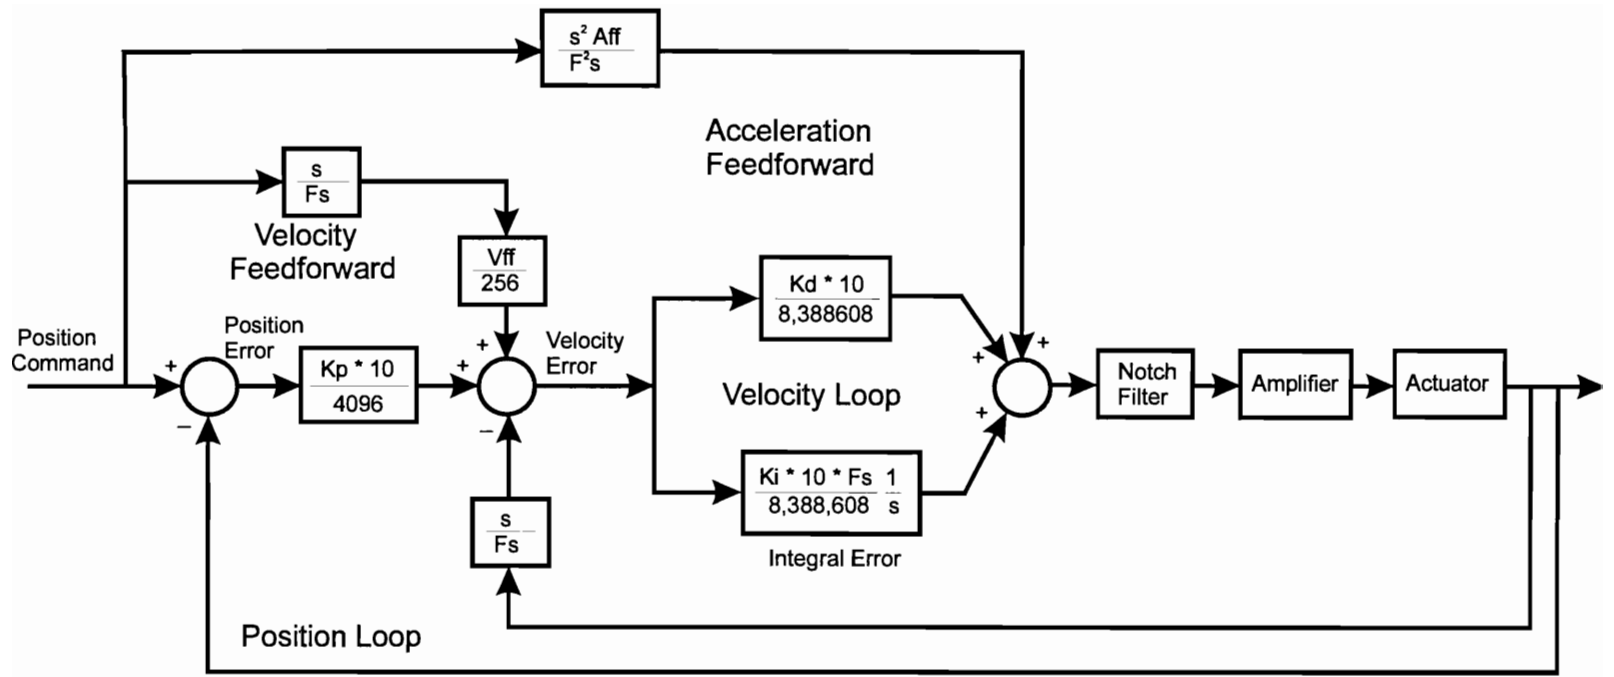 s² Aff
F²s
Acceleration
Feedforward
s
Fs
Velocity
Feedforward
Vff
256
Kd * 10
8,388608
Position
Command
+
Position
Error
Kp * 10
4096
+
+
Velocity
Error
Velocity Loop
+
+
+
Notch
Filter
Amplifier
Actuator
–
–
Ki * 10 * Fs 1
8,388,608 s
Integral Error
s
Fs
Position Loop